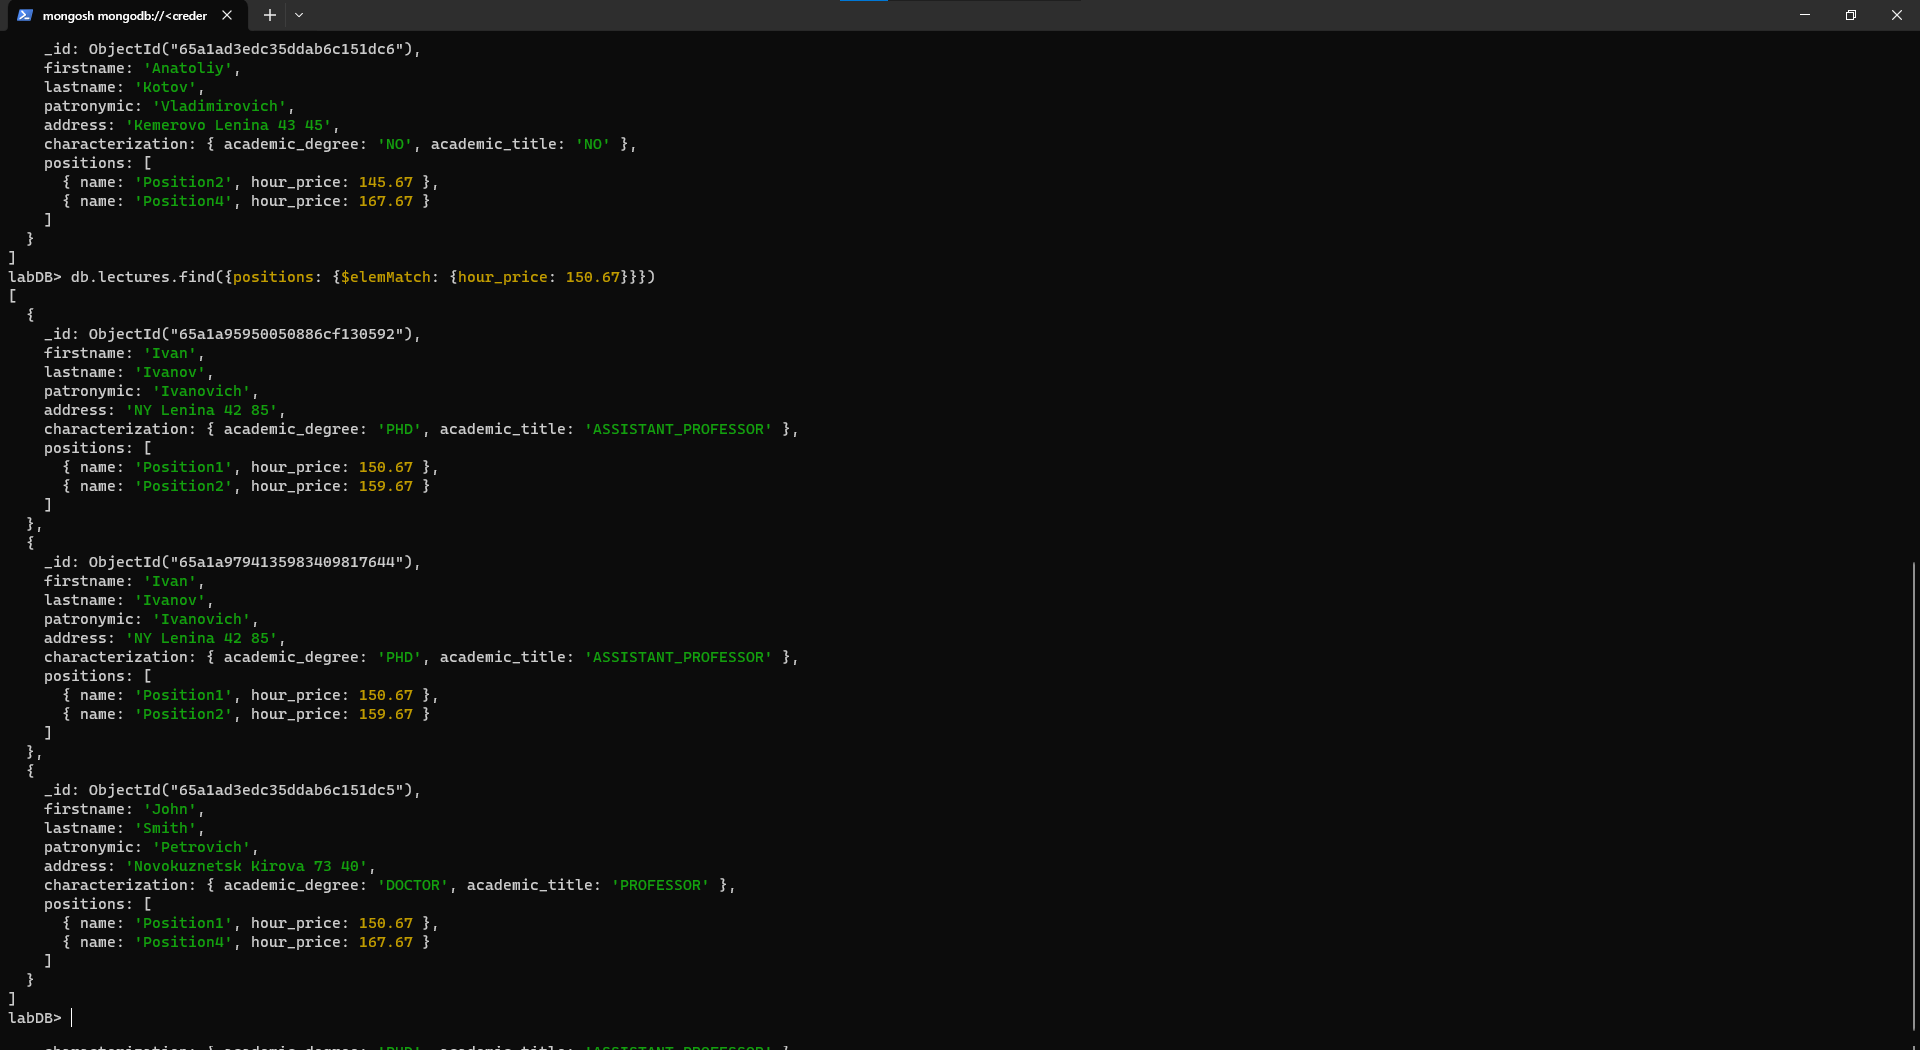 mongosh mongodb://<creder
_id: ObjectId("65a1ad3edc35ddab6c151dc6"),
firstname: 'Anatoliy',
lastname: 'Kotov',
patronymic: 'Vladimirovich',
address: 'Kemerovo Lenina 43 45',
characterization: { academic_degree: 'NO', academic_title: 'NO' },
positions: [
{ name: 'Position2', hour_price: 145.67 },
{ name: 'Position4', hour_price: 167.67 }
]
}
]
labDB> db.lectures.find({positions: {$elemMatch: {hour_price: 150.67}}})
[
{
_id: ObjectId("65a1a95950050886cf130592"),
firstname: 'Ivan',
lastname: 'Ivanov',
patronymic: 'Ivanovich',
address: 'NY Lenina 42 85',
characterization: { academic_degree: 'PHD', academic_title: 'ASSISTANT_PROFESSOR' },
positions: [
{ name: 'Position1', hour_price: 150.67 },
{ name: 'Position2', hour_price: 159.67 }
]
},
{
_id: ObjectId("65a1a9794135983409817644"),
firstname: 'Ivan',
lastname: 'Ivanov',
patronymic: 'Ivanovich',
address: 'NY Lenina 42 85',
characterization: { academic_degree: 'PHD', academic_title: 'ASSISTANT_PROFESSOR' },
positions: [
{ name: 'Position1', hour_price: 150.67 },
{ name: 'Position2', hour_price: 159.67 }
]
},
{
_id: ObjectId("65a1ad3edc35ddab6c151dc5"),
firstname: 'John',
lastname: 'Smith',
patronymic: 'Petrovich',
address: 'Novokuznetsk Kirova 73 40',
characterization: { academic_degree: 'DOCTOR', academic_title: 'PROFESSOR' },
positions: [
{ name: 'Position1', hour_price: 150.67 },
{ name: 'Position4', hour_price: 167.67 }
]
}
]
labDB>
characterization: { academic_degree: 'PHD', academic_title: 'ASSISTANT_PROFESSOR' },